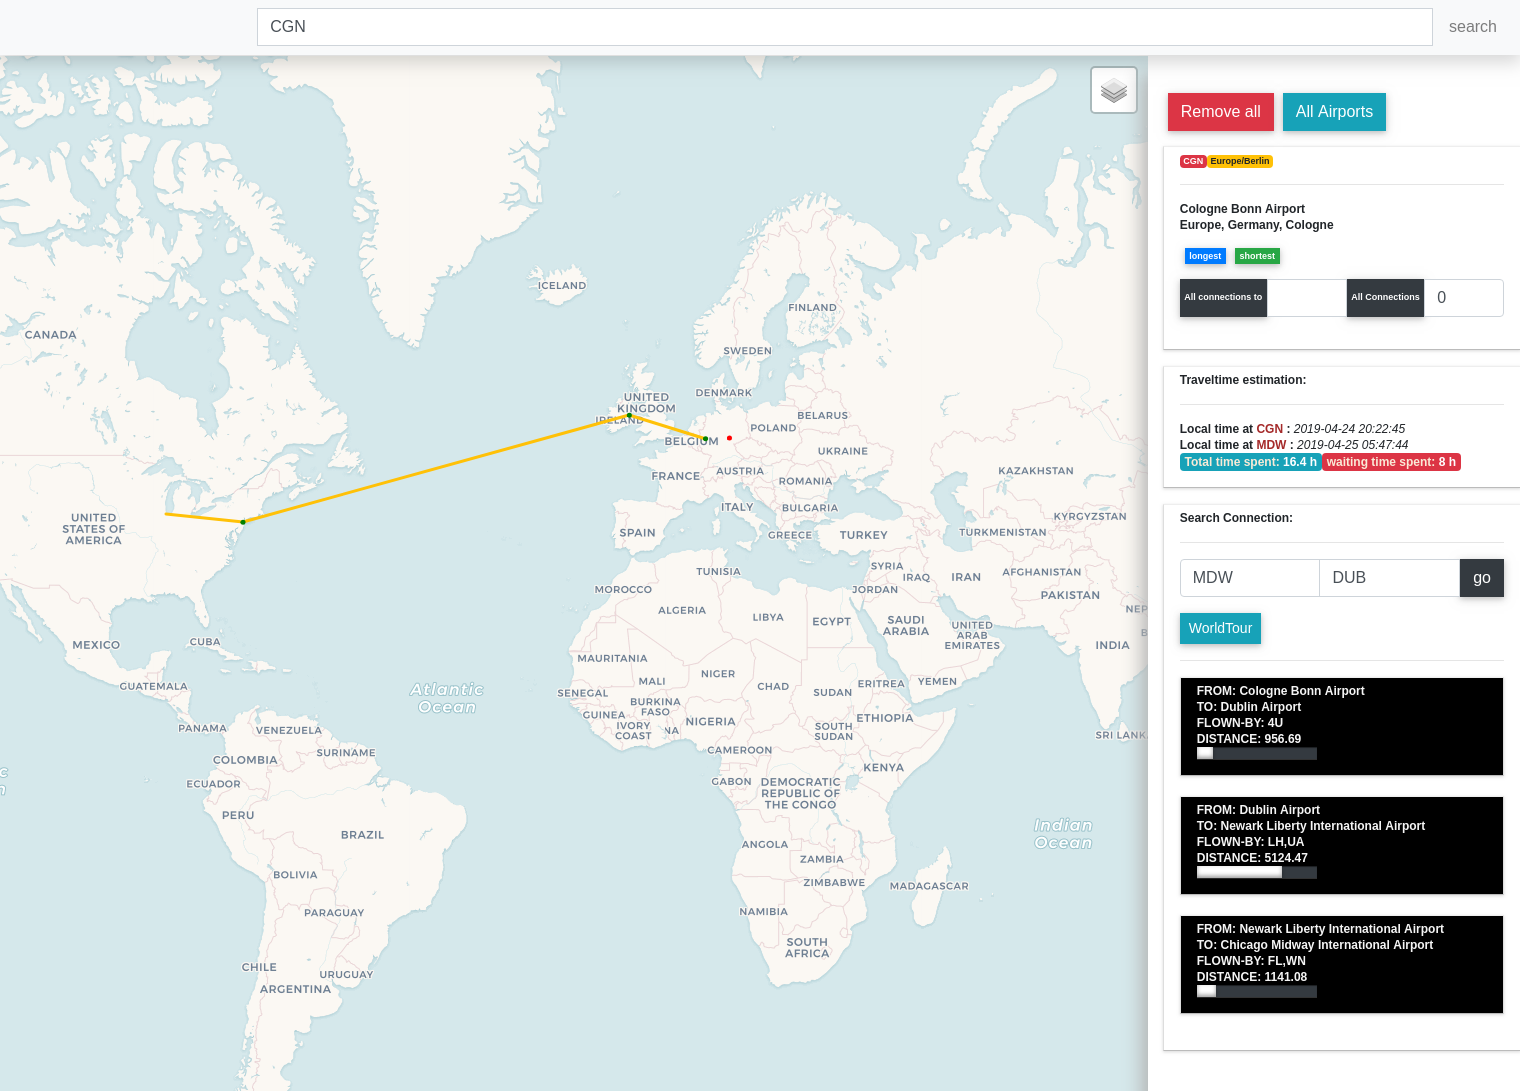 CGN
search
Remove all
All Airports
CGN Europe/Berlin
Cologne Bonn Airport
Europe, Germany, Cologne
longest
shortest
All connections to
All Connections
0
Traveltime estimation:
Local time at CGN : 2019-04-24 20:22:45
Local time at MDW : 2019-04-25 05:47:44
Total time spent: 16.4 h waiting time spent: 8 h
Search Connection:
MDW
DUB
go
WorldTour
FROM: Cologne Bonn Airport
TO: Dublin Airport
FLOWN-BY: 4U
DISTANCE: 956.69
FROM: Dublin Airport
TO: Newark Liberty International Airport
FLOWN-BY: LH,UA
DISTANCE: 5124.47
FROM: Newark Liberty International Airport
TO: Chicago Midway International Airport
FLOWN-BY: FL,WN
DISTANCE: 1141.08
ICELAND
FINLAND
CANADA
SWEDEN
DENMARK
UNITED
KINGDOM
IRELAND
BELARUS
POLAND
BELGIUM
UKRAINE
FRANCE
AUSTRIA
ROMANIA
KAZAKHSTAN
ITALY
BULGARIA
UNITED
STATES OF
AMERICA
KYRGYZSTAN
SPAIN
GREECE
TURKEY
TURKMENISTAN
SYRIA
TUNISIA
IRAQ
IRAN
AFGHANISTAN
MOROCCO
JORDAN
PAKISTAN
ALGERIA
LIBYA
EGYPT
SAUDI
ARABIA
NEP
UNITED
ARAB
EMIRATES
B
MEXICO
CUBA
INDIA
MAURITANIA
NIGER
MALI
CHAD
SUDAN
ERITREA
YEMEN
GUATEMALA
Atlantic
Ocean
SENEGAL
BURKINA
FASO
GUINEA
NIGERIA
ETHIOPIA
IVORY
COAST
NA
SOUTH
SUDAN
PANAMA
VENEZUELA
SRI LANKA
SURINAME
CAMEROON
COLOMBIA
KENYA
ECUADOR
GABON
DEMOCRATIC
REPUBLIC OF
THE CONGO
PERU
BRAZIL
Indian
Ocean
ANGOLA
ZAMBIA
BOLIVIA
ZIMBABWE
MADAGASCAR
PARAGUAY
NAMIBIA
SOUTH
AFRICA
CHILE
URUGUAY
ARGENTINA